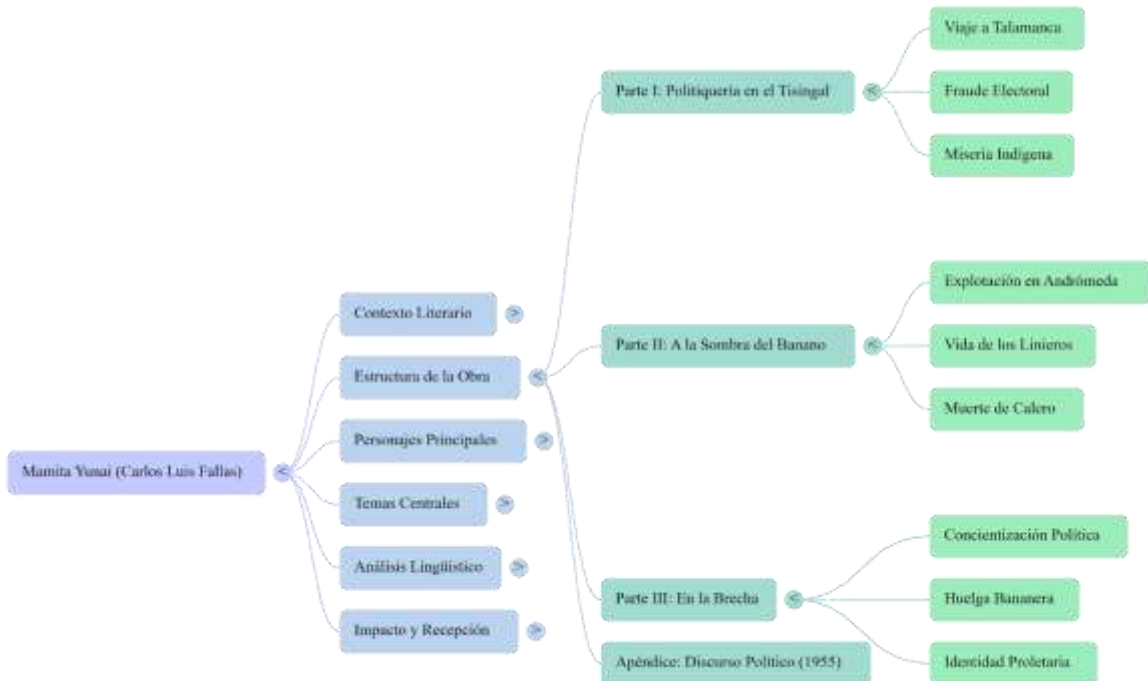 Mamita Yunai (Carlos Luis Fallas)
Contexto Literario
Estructura de la Obra
Personajes Principales
Temas Centrales
Análisis Lingüístico
Impacto y Recepción
Parte I: Politiquería en el Tisingal
Viaje a Talamanca
Fraude Electoral
Miseria Indígena
Parte II: A la Sombra del Banano
Explotación en Andrómeda
Vida de los Linieros
Muerte de Calero
Parte III: En la Brecha
Concientización Política
Huelga Bananera
Identidad Proletaria
Apéndice: Discurso Político (1955)